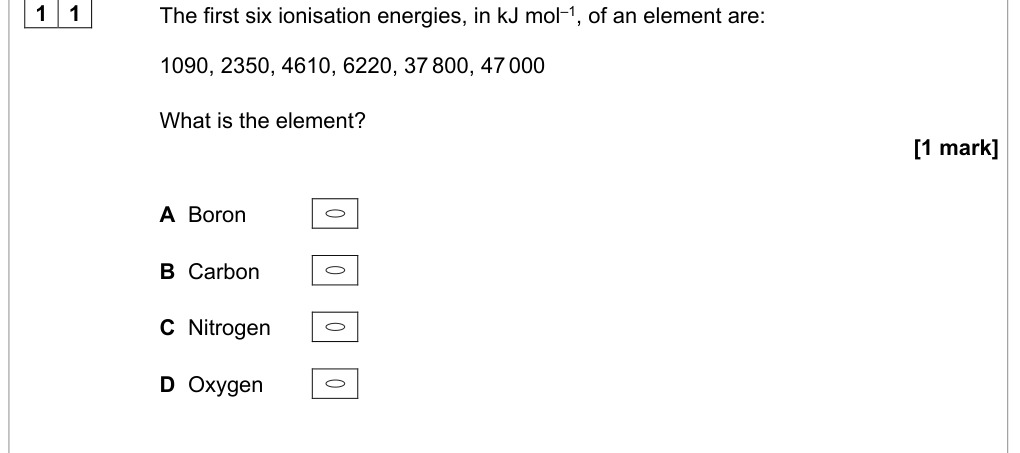 1 1 The first six ionisation energies, in kJ mol⁻¹, of an element are:
1090, 2350, 4610, 6220, 37 800, 47 000
What is the element?
[1 mark]
A Boron
B Carbon
C Nitrogen
D Oxygen